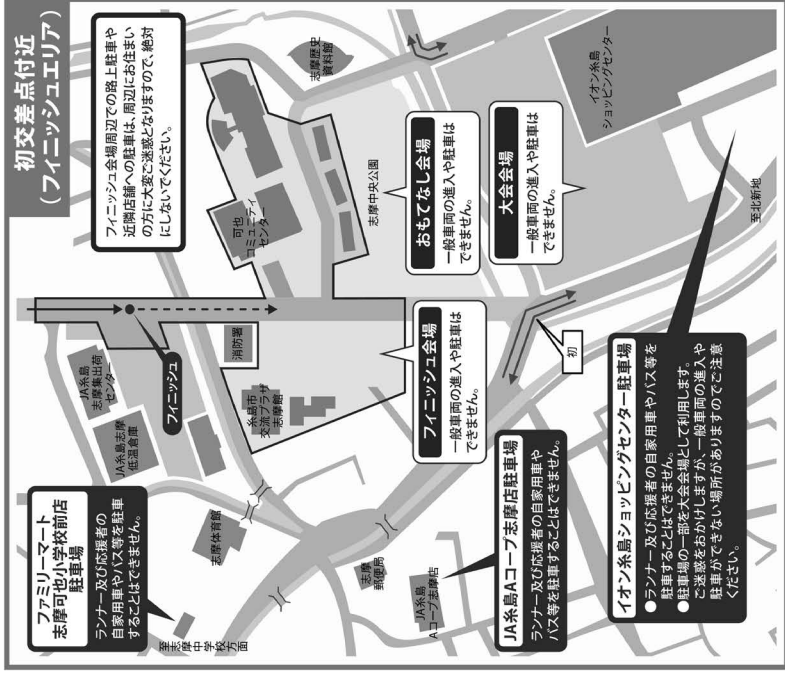 初交差点付近
(フィニッシュエリア)
フィニッシュ会場周辺での路上駐車や
近隣店舗への駐車は、周辺にお住まい
の方に大変ご迷惑となりますので、絶対
にしないでください。
志摩歴史
資料館
可也
コミュニティ
センター
志摩中央公園
おもてなし会場
一般車両の進入や駐車は
できません。
大会会場
一般車両の進入や駐車は
できません。
イオン糸島
ショッピングセンター
至北新地
JA糸島
志摩集出荷
センター
JA糸島志摩
低温倉庫
フィニッシュ
消防署
糸島市
交流プラザ
志摩館
フィニッシュ会場
一般車両の進入や駐車は
できません。
初
ファミリーマート
志摩可也小学校前店
駐車場
ランナー及び応援者の
自家用車やバス等を駐車
することはできません。
至志摩中学校方面
志摩体育館
志摩
郵便局
JA糸島
Aコープ志摩店
JA糸島Aコープ志摩店駐車場
ランナー及び応援者の自家用車や
バス等を駐車することはできません。
イオン糸島ショッピングセンター駐車場
●ランナー及び応援者の自家用車やバス等を
駐車することはできません。
●駐車場の一部を大会会場として利用します。
ご迷惑をおかけしますが、一般車両の進入や
駐車ができない場所がありますのでご注意
ください。